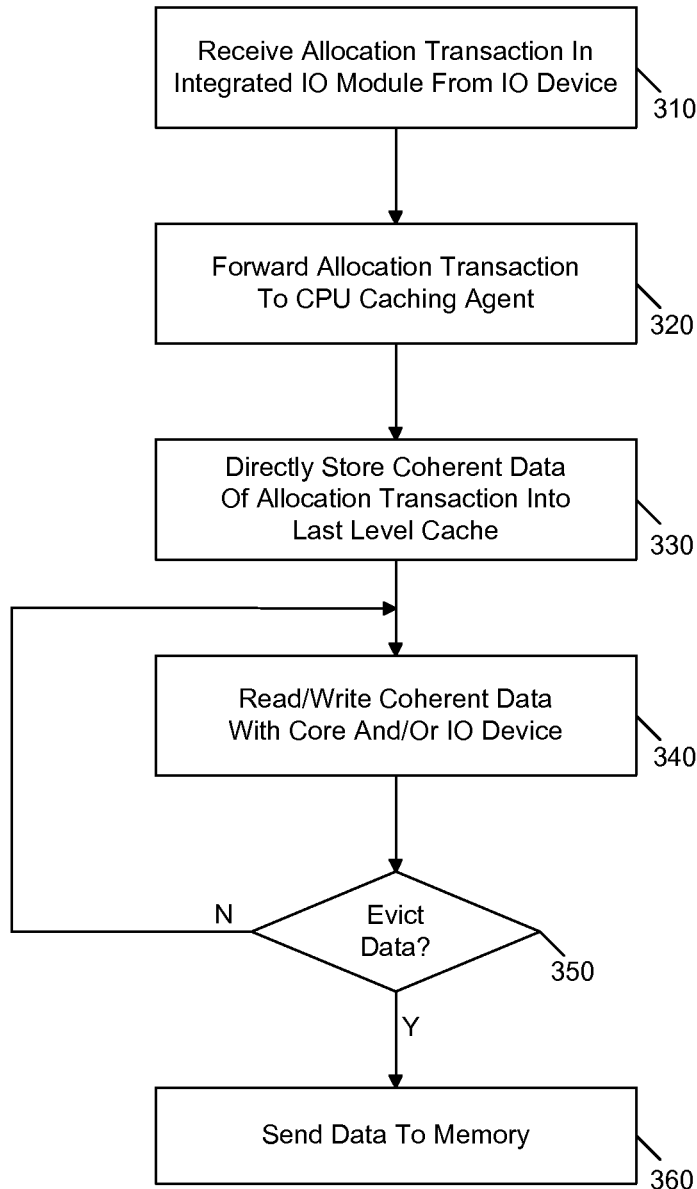 Receive Allocation Transaction In
Integrated IO Module From IO Device
310
Forward Allocation Transaction
To CPU Caching Agent
320
Directly Store Coherent Data
Of Allocation Transaction Into
Last Level Cache
330
Read/Write Coherent Data
With Core And/Or IO Device
340
Evict
Data?
N
350
Y
Send Data To Memory
360